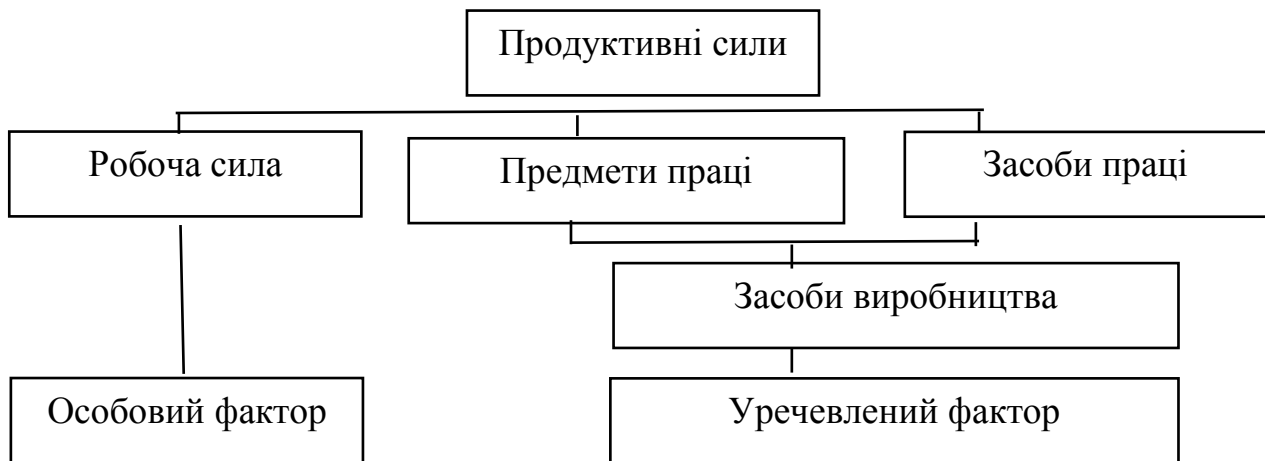 Продуктивні сили
Робоча сила
Предмети праці
Засоби праці
Засоби виробництва
Особовий фактор
Уречевлений фактор